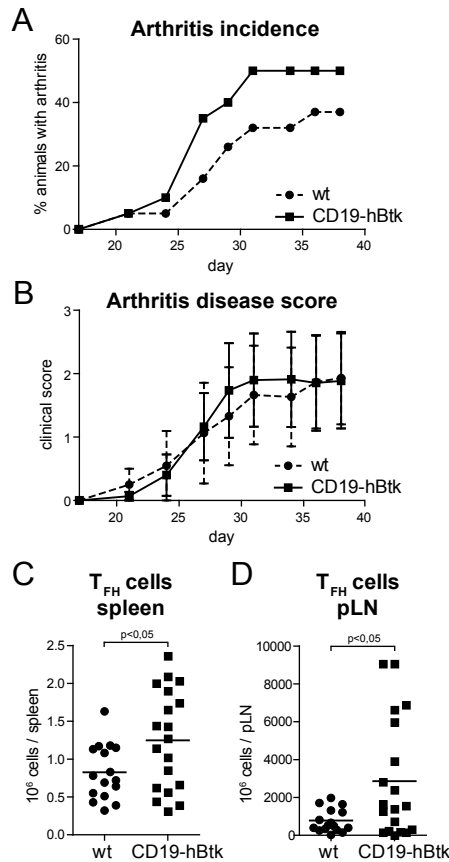 A
Arthritis incidence
60
40
20
0
% animals with arthritis
20 25 30 35 40
day
wt
CD19-hBtk
B
Arthritis disease score
3
2
1
0
clinical score
20 25 30 35 40
day
wt
CD19-hBtk
C
TFH cells
spleen
p<0,05
2.5
2.0
1.5
1.0
0.5
0.0
10⁶ cells / spleen
wt CD19-hBtk
D
TFH cells
pLN
p<0,05
10000
8000
6000
4000
2000
0
10⁶ cells / pLN
wt CD19-hBtk